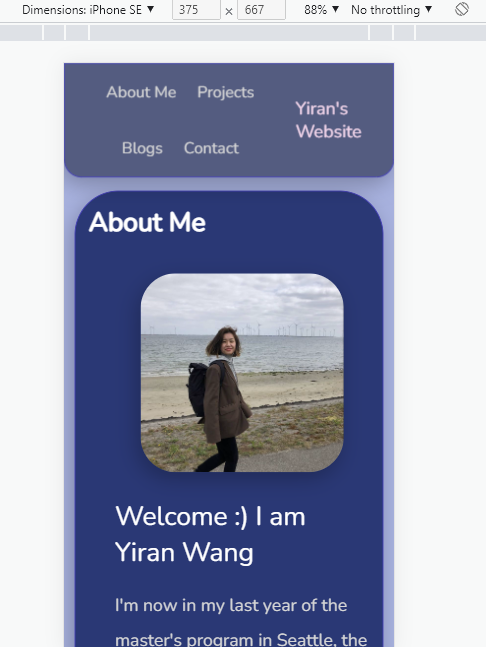 Dimensions: iPhone SE ▼ 375 × 667 88% ▼ No throttling ▼
About Me Projects
Yiran's
Website
Blogs Contact
About Me
Welcome :) I am
Yiran Wang
I'm now in my last year of the
master's program in Seattle, the